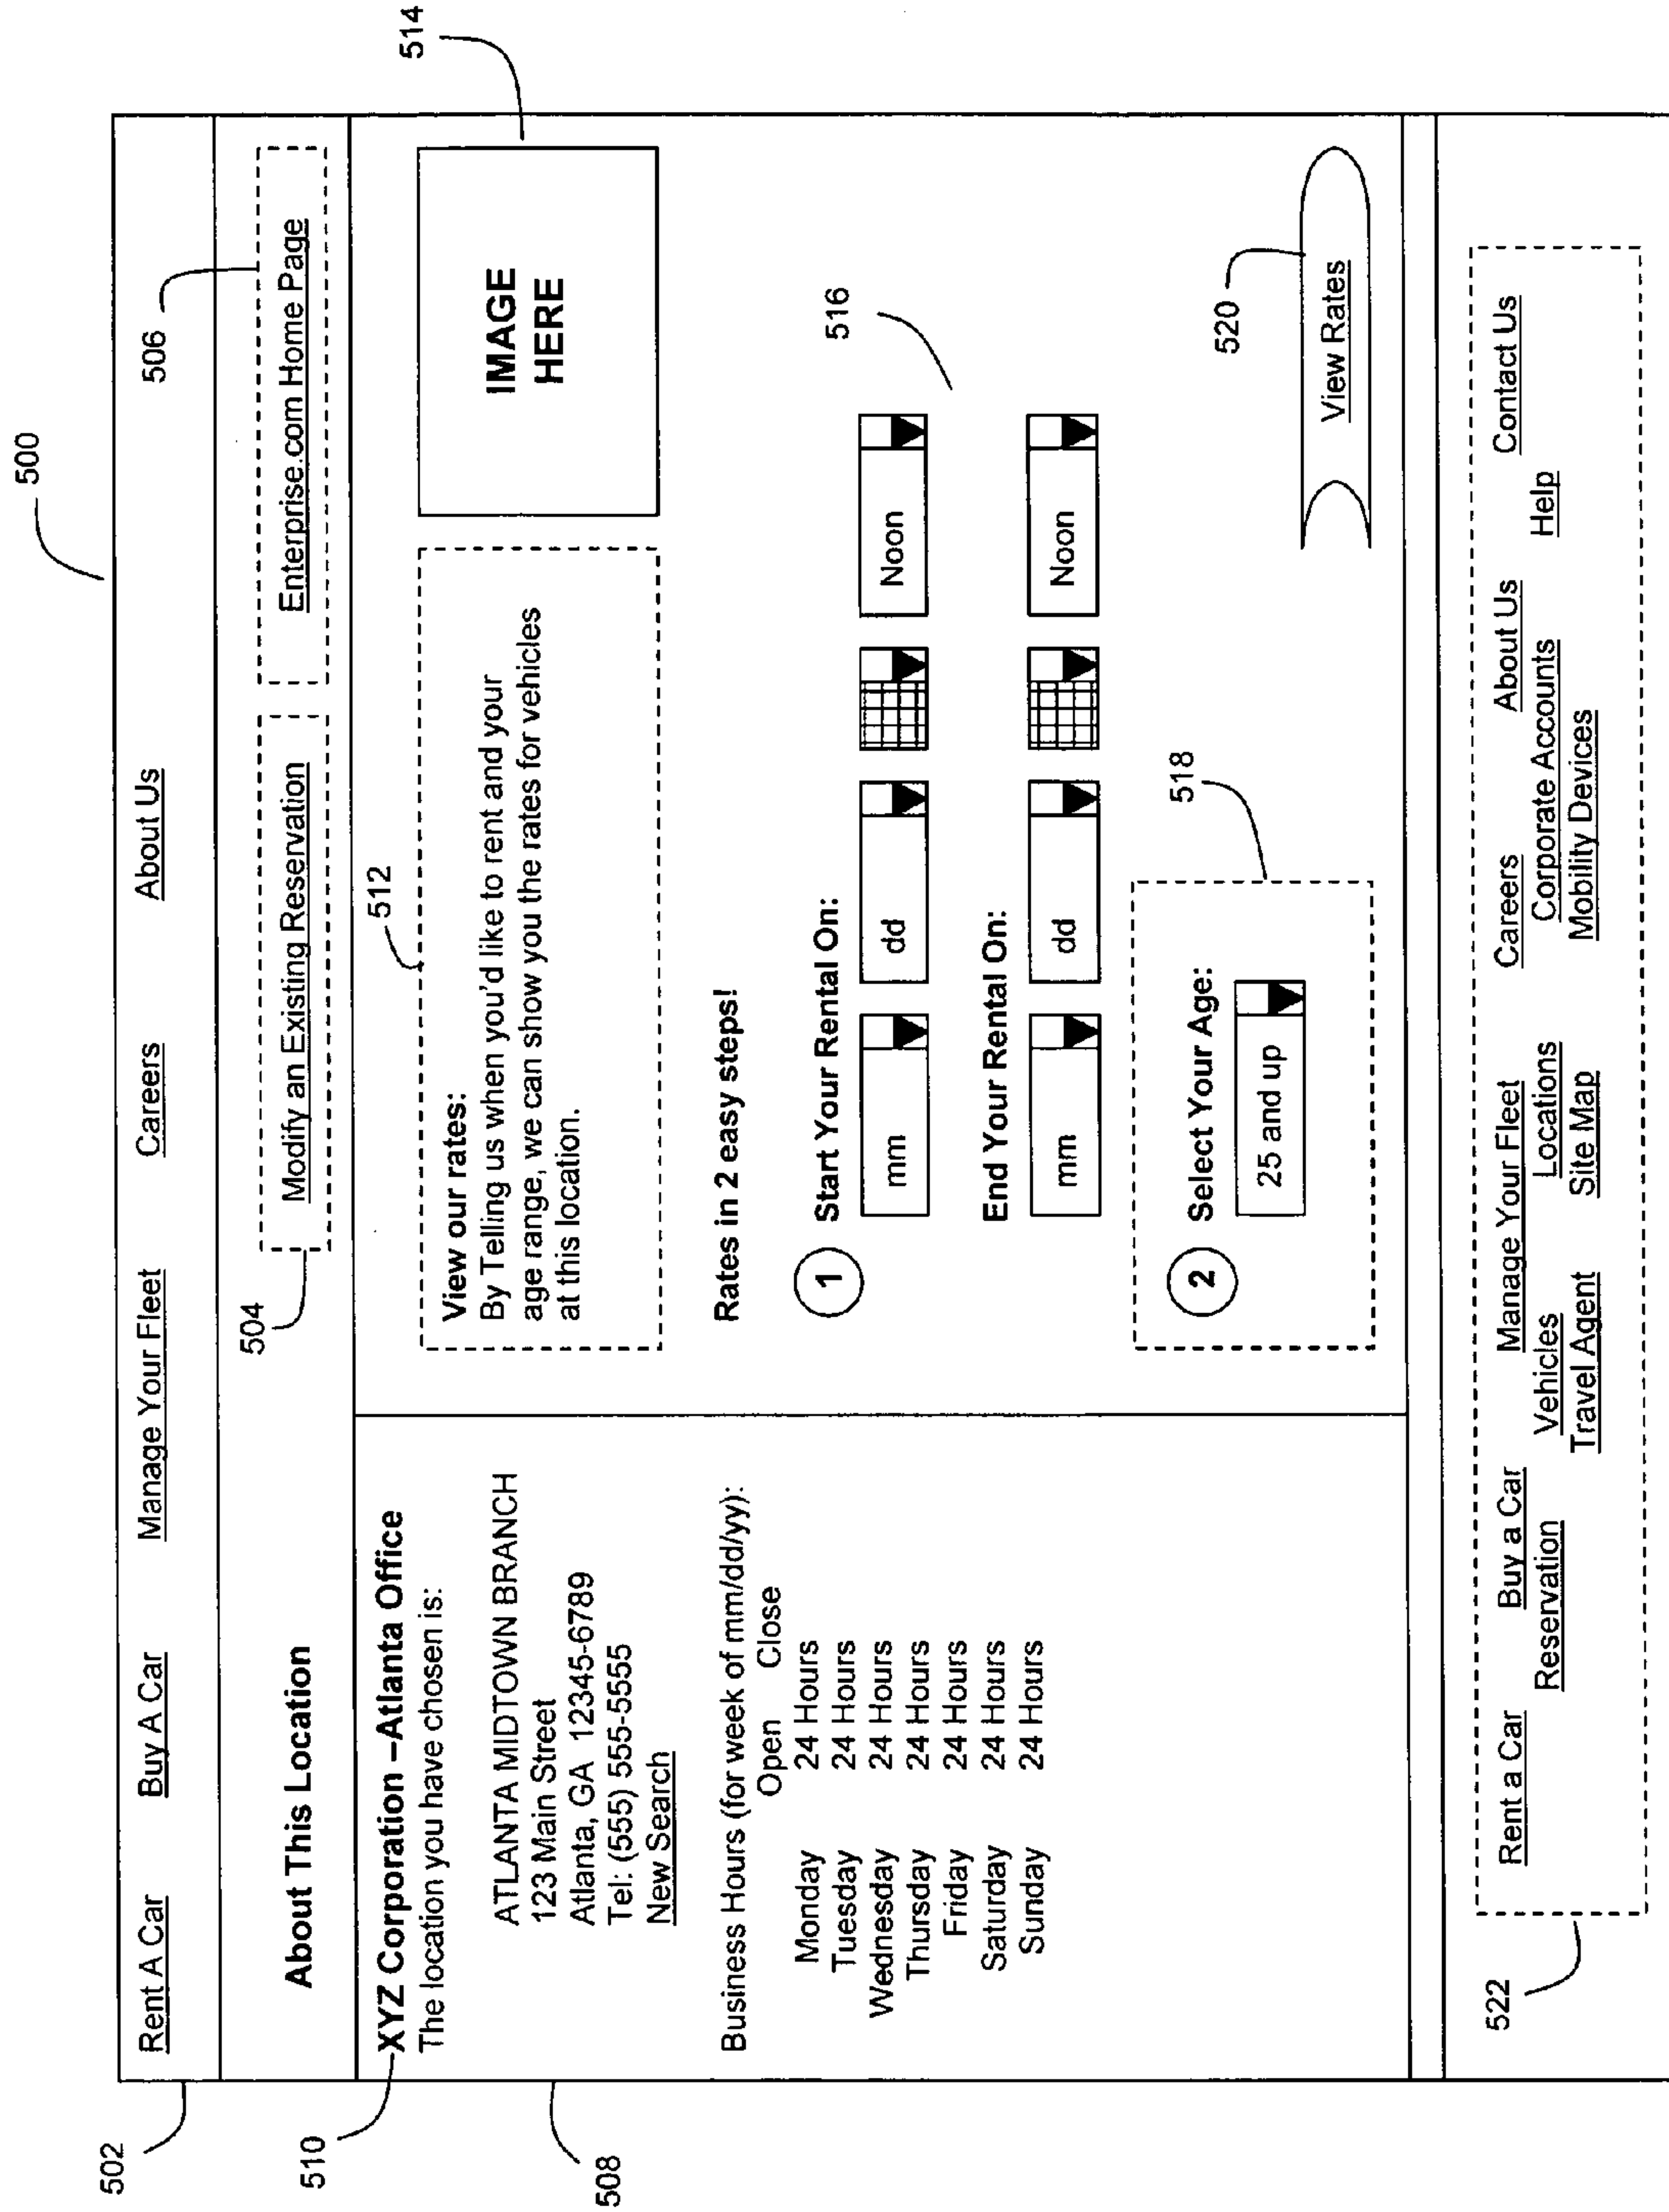 500
502
Rent A Car Buy A Car Manage Your Fleet Careers About Us
506
About This Location
504
Modify an Existing Reservation Enterprise.com Home Page
510
XYZ Corporation –Atlanta Office
The location you have chosen is:
ATLANTA MIDTOWN BRANCH
123 Main Street
Atlanta, GA 12345-6789
Tel: (555) 555-5555
New Search
508
Business Hours (for week of mm/dd/yy):
Open Close
Monday 24 Hours
Tuesday 24 Hours
Wednesday 24 Hours
Thursday 24 Hours
Friday 24 Hours
Saturday 24 Hours
Sunday 24 Hours
512
View our rates:
By Telling us when you'd like to rent and your
age range, we can show you the rates for vehicles
at this location.
514
IMAGE
HERE
Rates in 2 easy steps!
516
1 Start Your Rental On:
mm dd Noon
End Your Rental On:
mm dd Noon
518
2 Select Your Age:
25 and up
520
View Rates
522
Rent a Car Buy a Car Manage Your Fleet Careers About Us Contact Us
Reservation Vehicles Locations Corporate Accounts Help
Travel Agent Site Map Mobility Devices